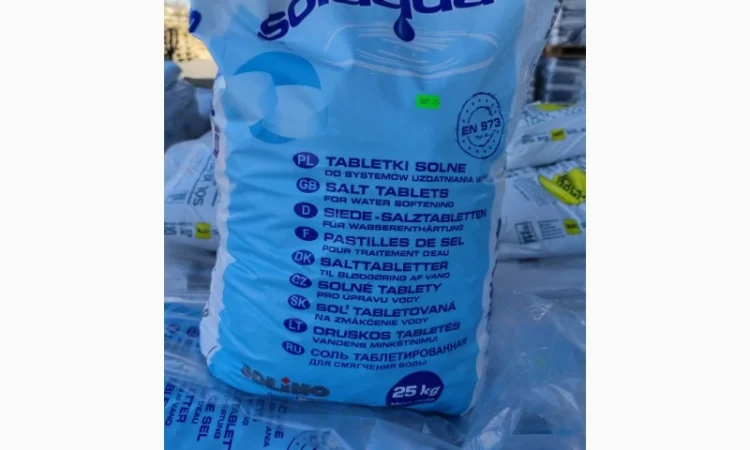 solaqua
EN 973
PL TABLETKI SOLNE
DO SYSTEMÓW UZDATNIANIA
GB SALT TABLETS
FOR WATER SOFTENING
D SIEDE-SALZTABLETTEN
FÜR WASSERENTHÄRTUNG
F PASTILLES DE SEL
POUR TRAITEMENT D'EAU
DK SALTTABLETTER
TIL BLØDGØRING AF VAND
CZ SOLNÉ TABLETY
PRO ÚPRAVU VODY
SK SOĽ TABLETOVANÁ
NA ZMÄKČENIE VODY
LT DRUSKOS TABLETĖS
VANDENS MINKŠTINIMUI
RU СОЛЬ ТАБЛЕТИРОВАННАЯ
ДЛЯ СМЯГЧЕНИЯ ВОДЫ
SOLINO
25 kg